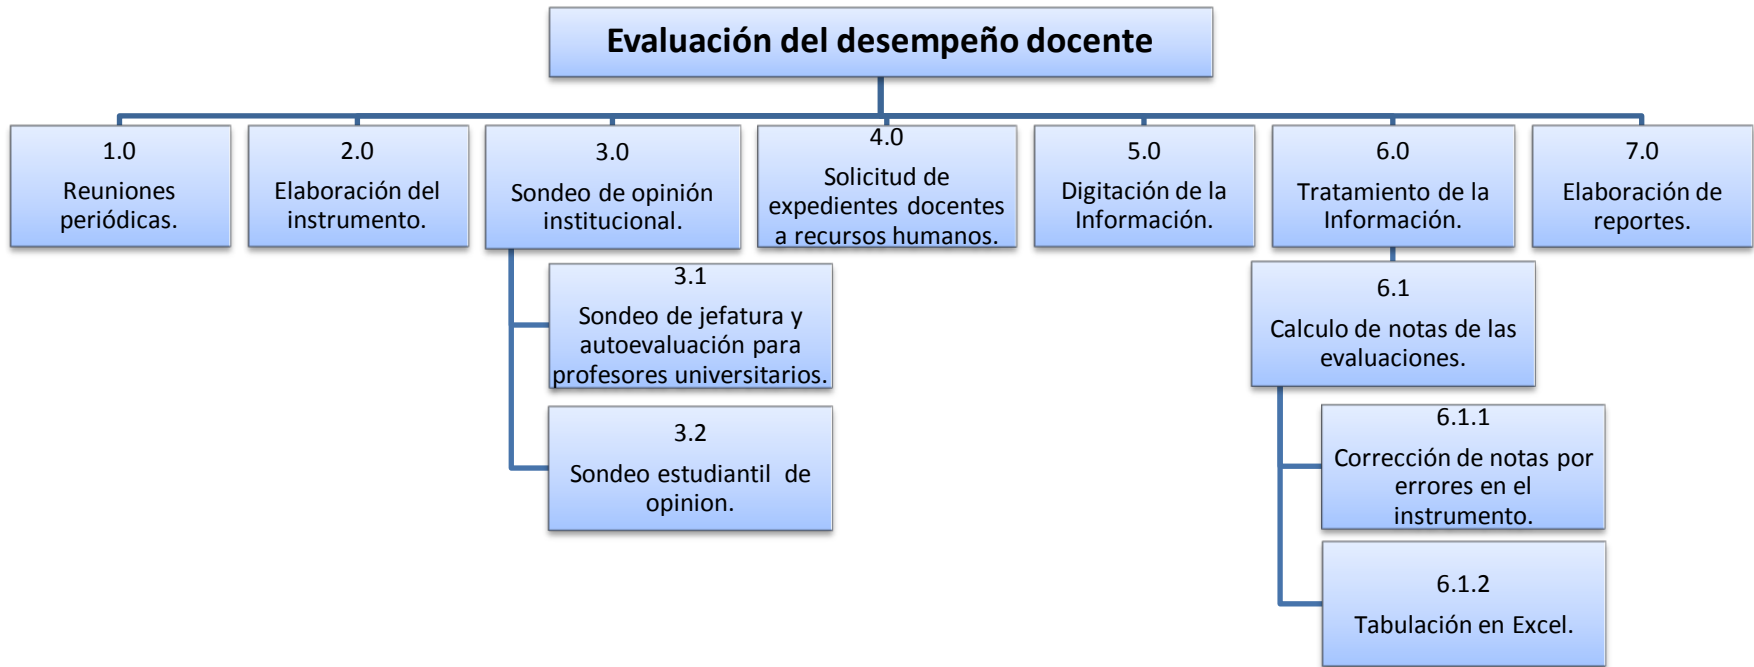 Evaluación del desempeño docente
1.0
Reuniones
periódicas.
2.0
Elaboración del
instrumento.
3.0
Sondeo de opinión
institucional.
4.0
Solicitud de
expedientes docentes
a recursos humanos.
5.0
Digitación de la
Información.
6.0
Tratamiento de la
Información.
7.0
Elaboración de
reportes.
3.1
Sondeo de jefatura y
autoevaluación para
profesores universitarios.
3.2
Sondeo estudiantil de
opinion.
6.1
Calculo de notas de las
evaluaciones.
6.1.1
Corrección de notas por
errores en el
instrumento.
6.1.2
Tabulación en Excel.